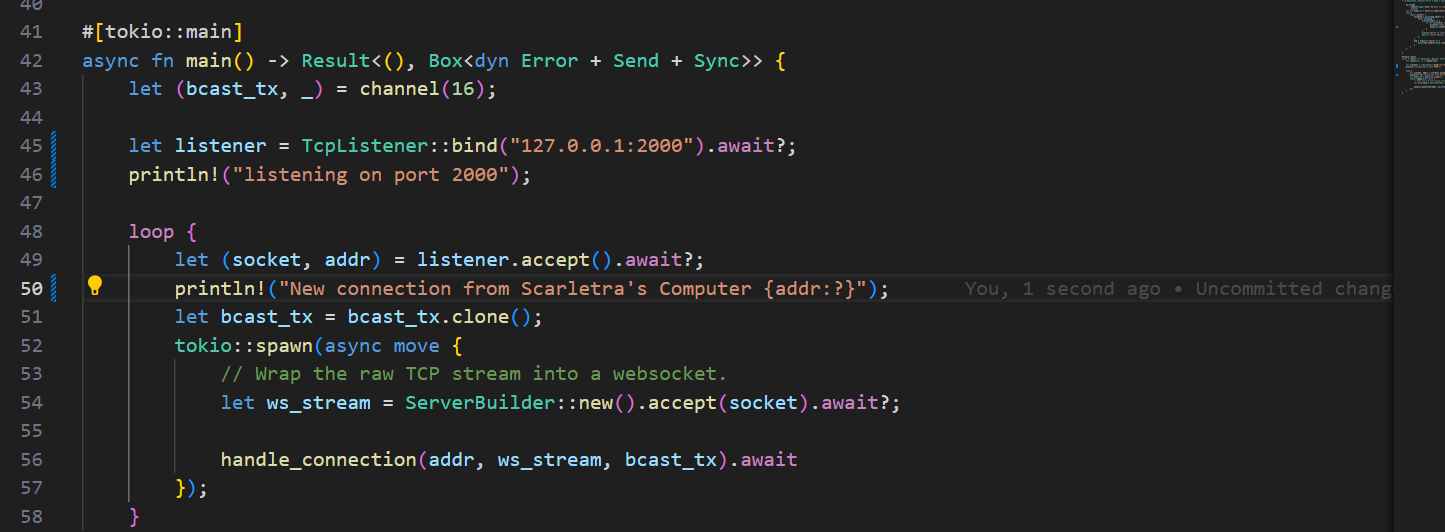 40
41 #[tokio::main]
42 async fn main() -> Result<(), Box<dyn Error + Send + Sync>> {
43     let (bcast_tx, _) = channel(16);
44
45     let listener = TcpListener::bind("127.0.0.1:2000").await?;
46     println!("listening on port 2000");
47
48     loop {
49         let (socket, addr) = listener.accept().await?;
50         println!("New connection from Scarletra's Computer {addr:?}");     You, 1 second ago • Uncommitted chang
51         let bcast_tx = bcast_tx.clone();
52         tokio::spawn(async move {
53             // Wrap the raw TCP stream into a websocket.
54             let ws_stream = ServerBuilder::new().accept(socket).await?;
55
56             handle_connection(addr, ws_stream, bcast_tx).await
57         });
58     }